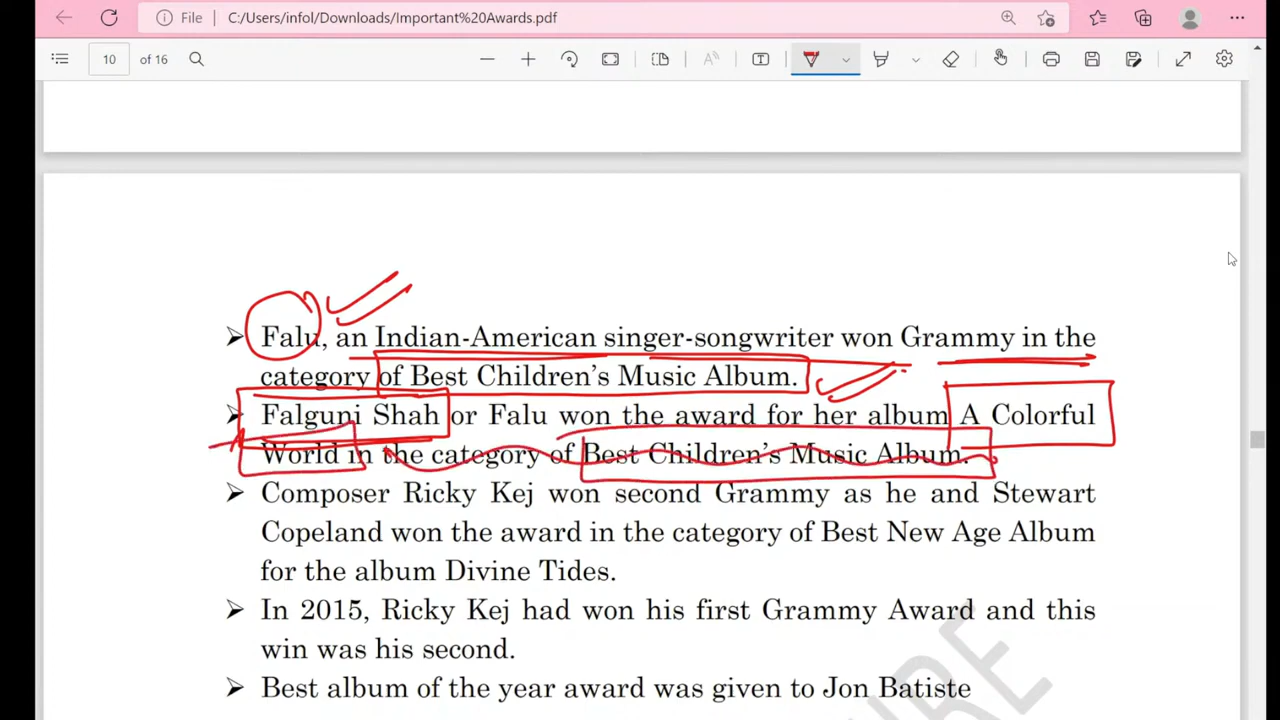 File C:/Users/infol/Downloads/Important%20Awards.pdf
10 of 16
Falu, an Indian-American singer-songwriter won Grammy in the
category of Best Children's Music Album.
Falguni Shah or Falu won the award for her album A Colorful
World in the category of Best Children's Music Album.
Composer Ricky Kej won second Grammy as he and Stewart
Copeland won the award in the category of Best New Age Album
for the album Divine Tides.
In 2015, Ricky Kej had won his first Grammy Award and this
win was his second.
Best album of the year award was given to Jon Batiste